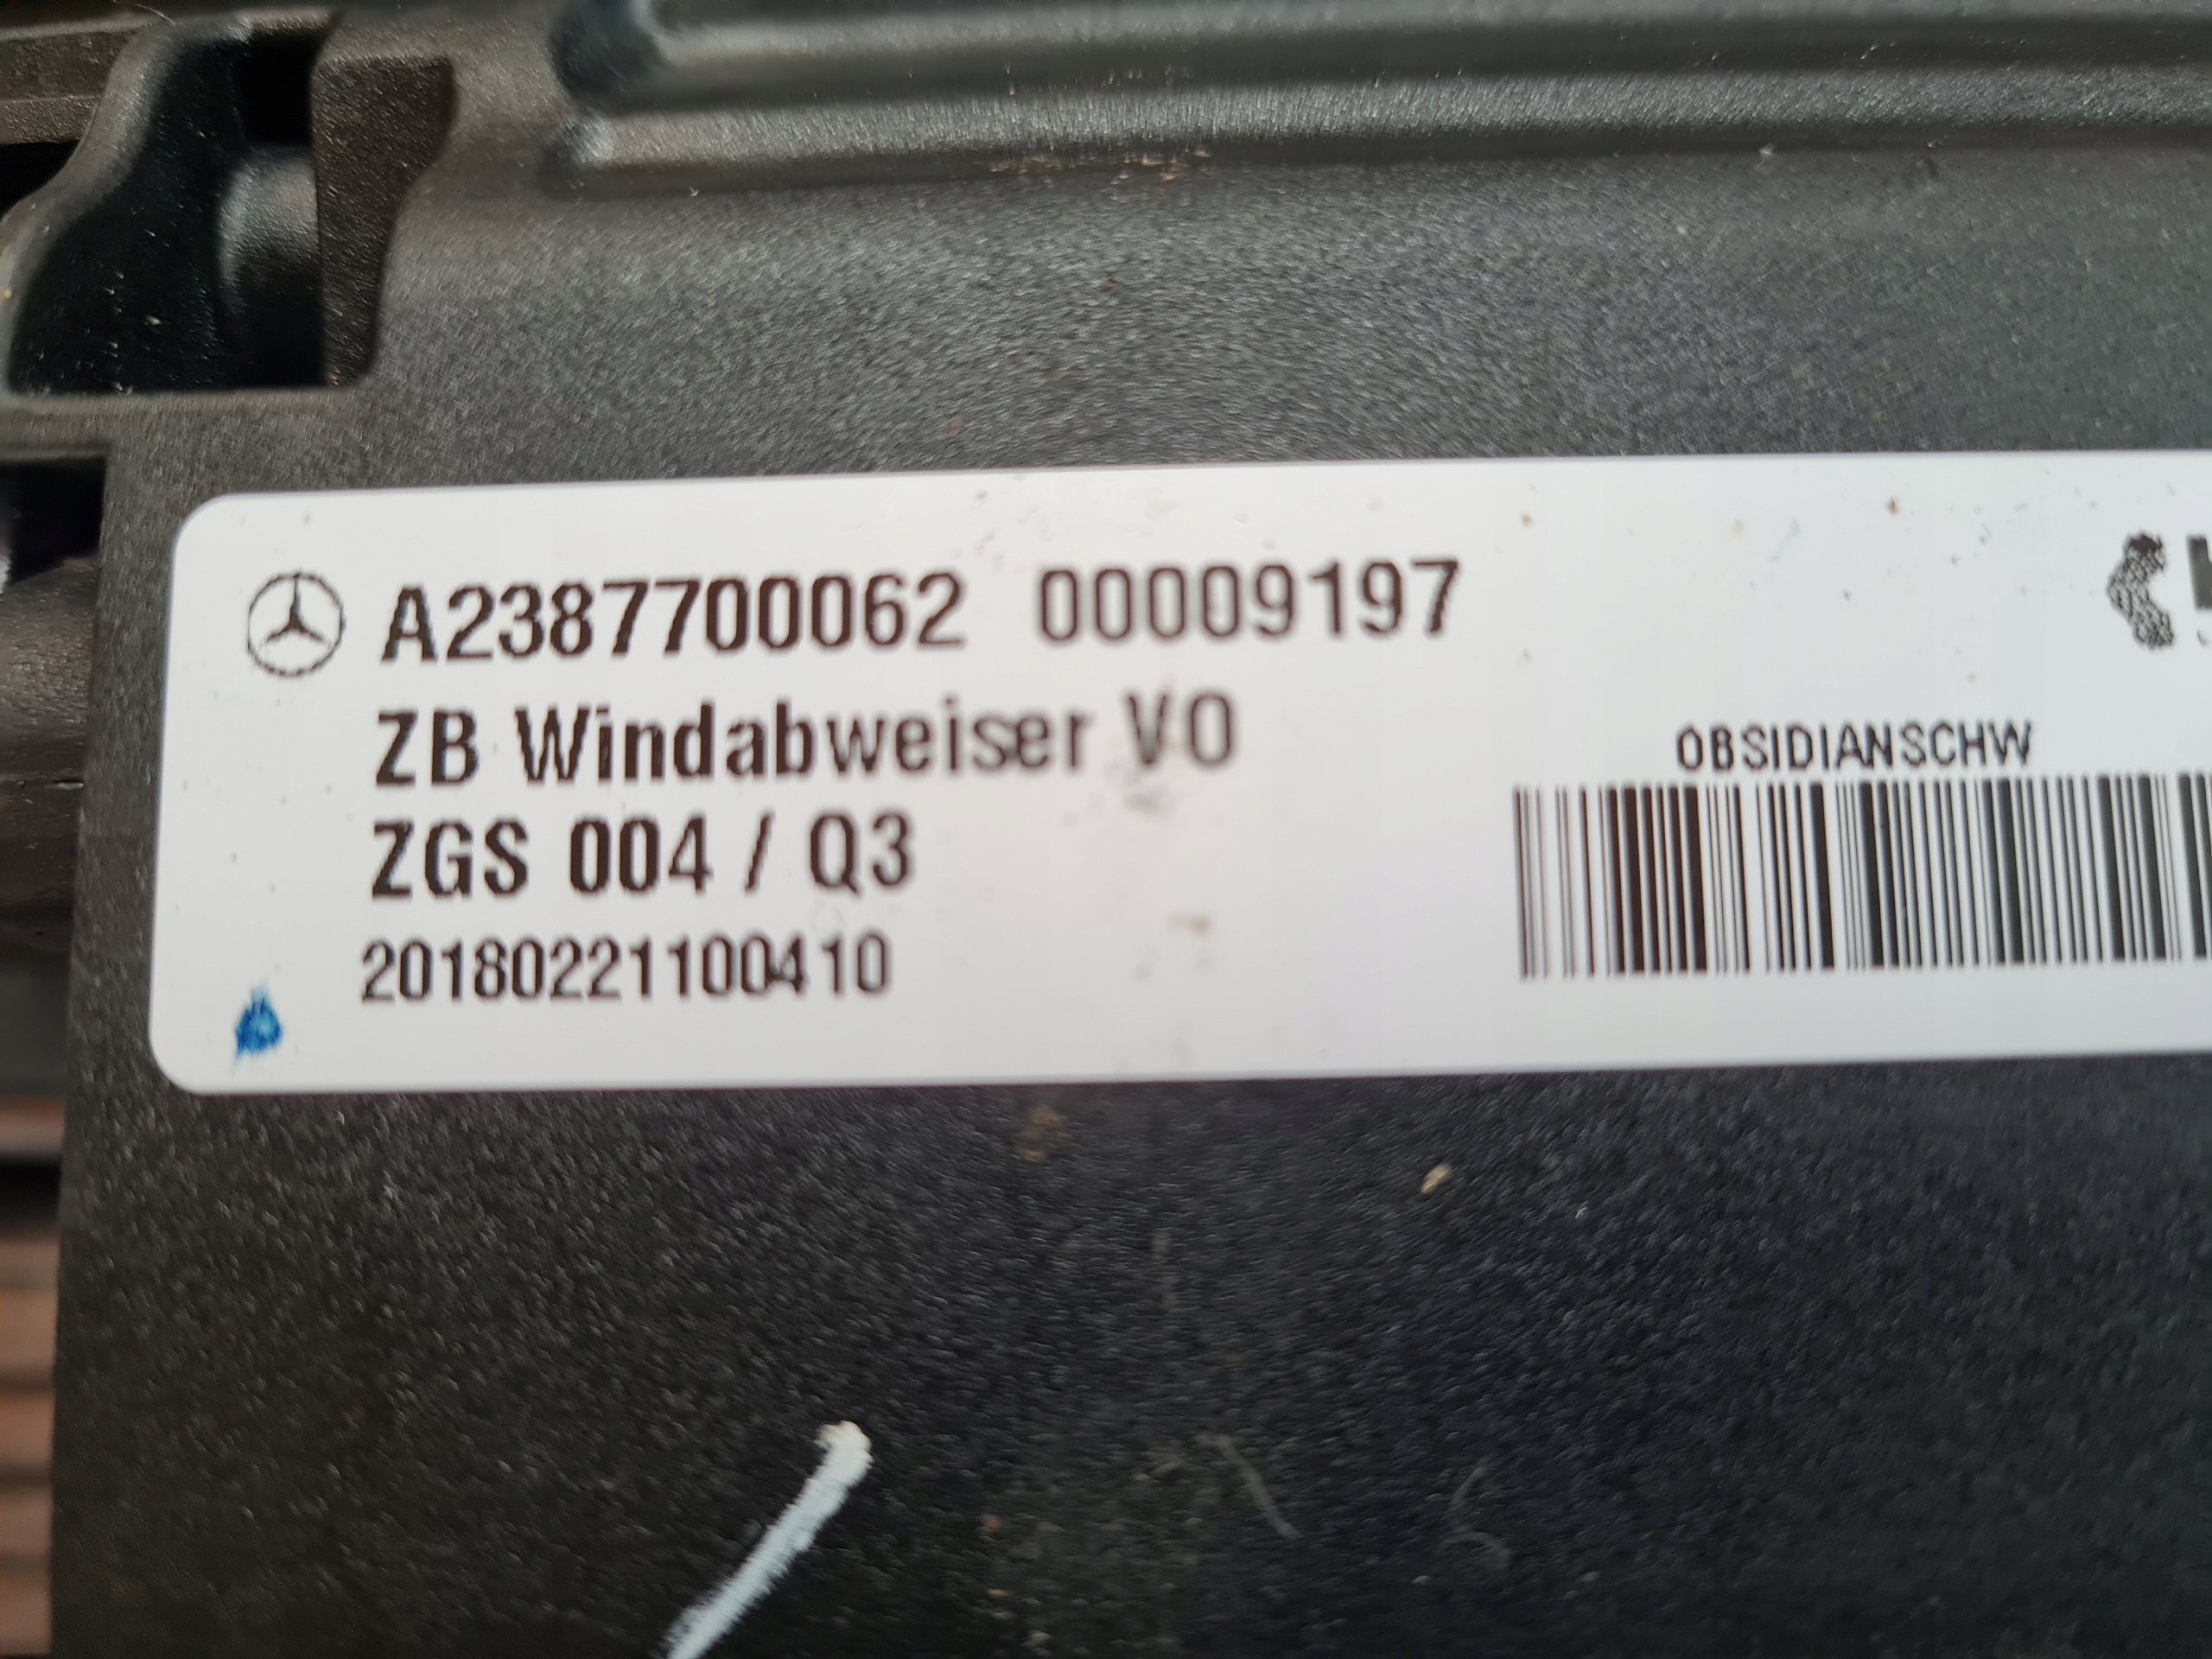 A2387700062 00009197
ZB Windabweiser VO
ZGS 004 / Q3
20180221100410
OBSIDIANSCHW